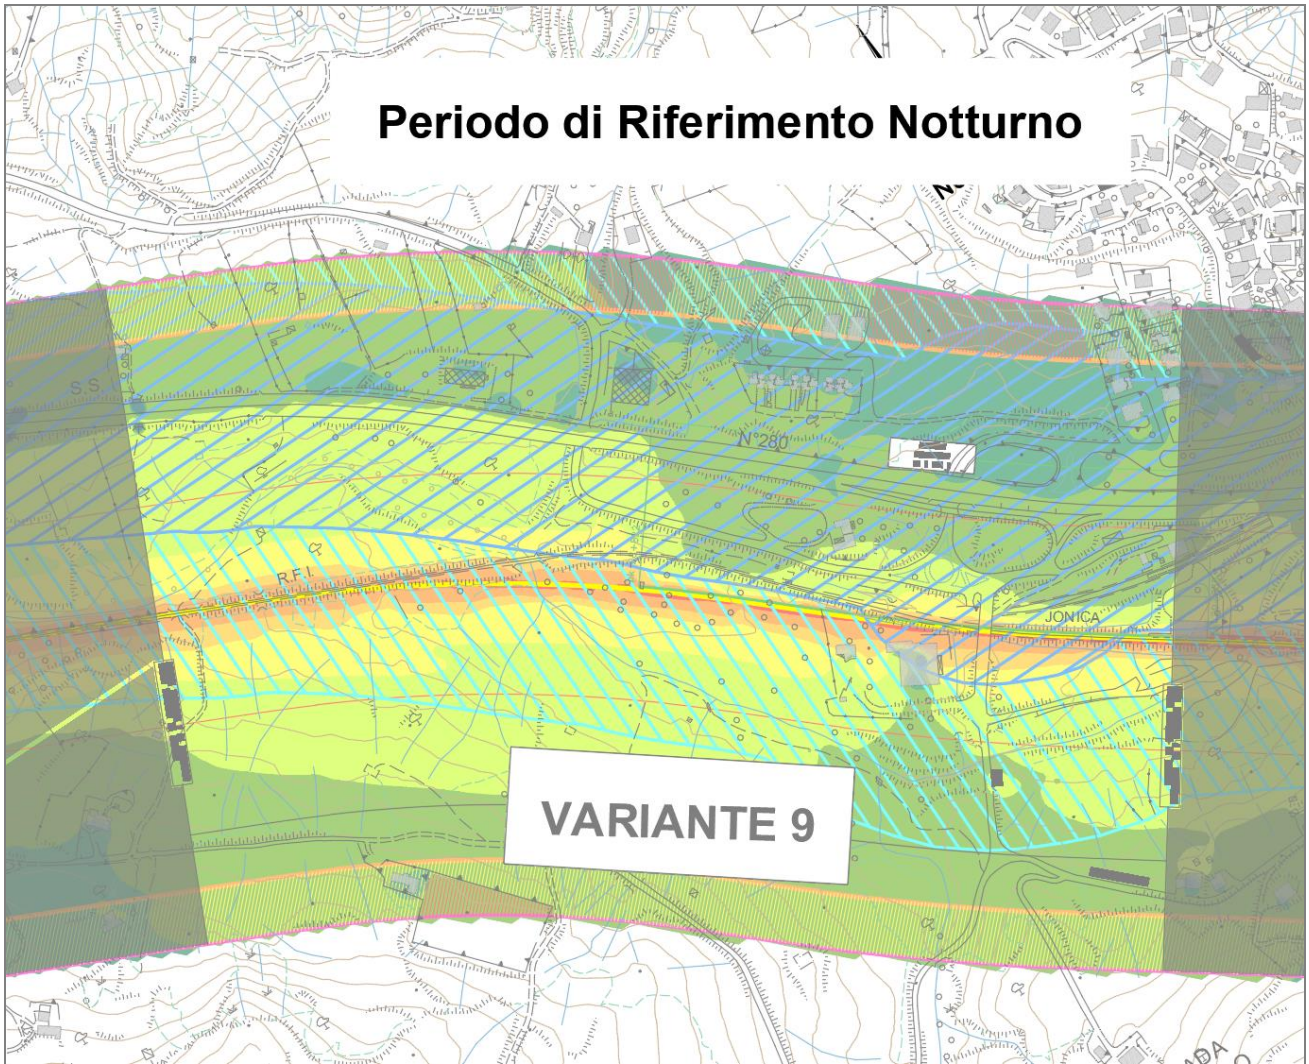 Periodo di Riferimento Notturno
S.S.
N°280
R.F.I.
JONICA
VARIANTE 9